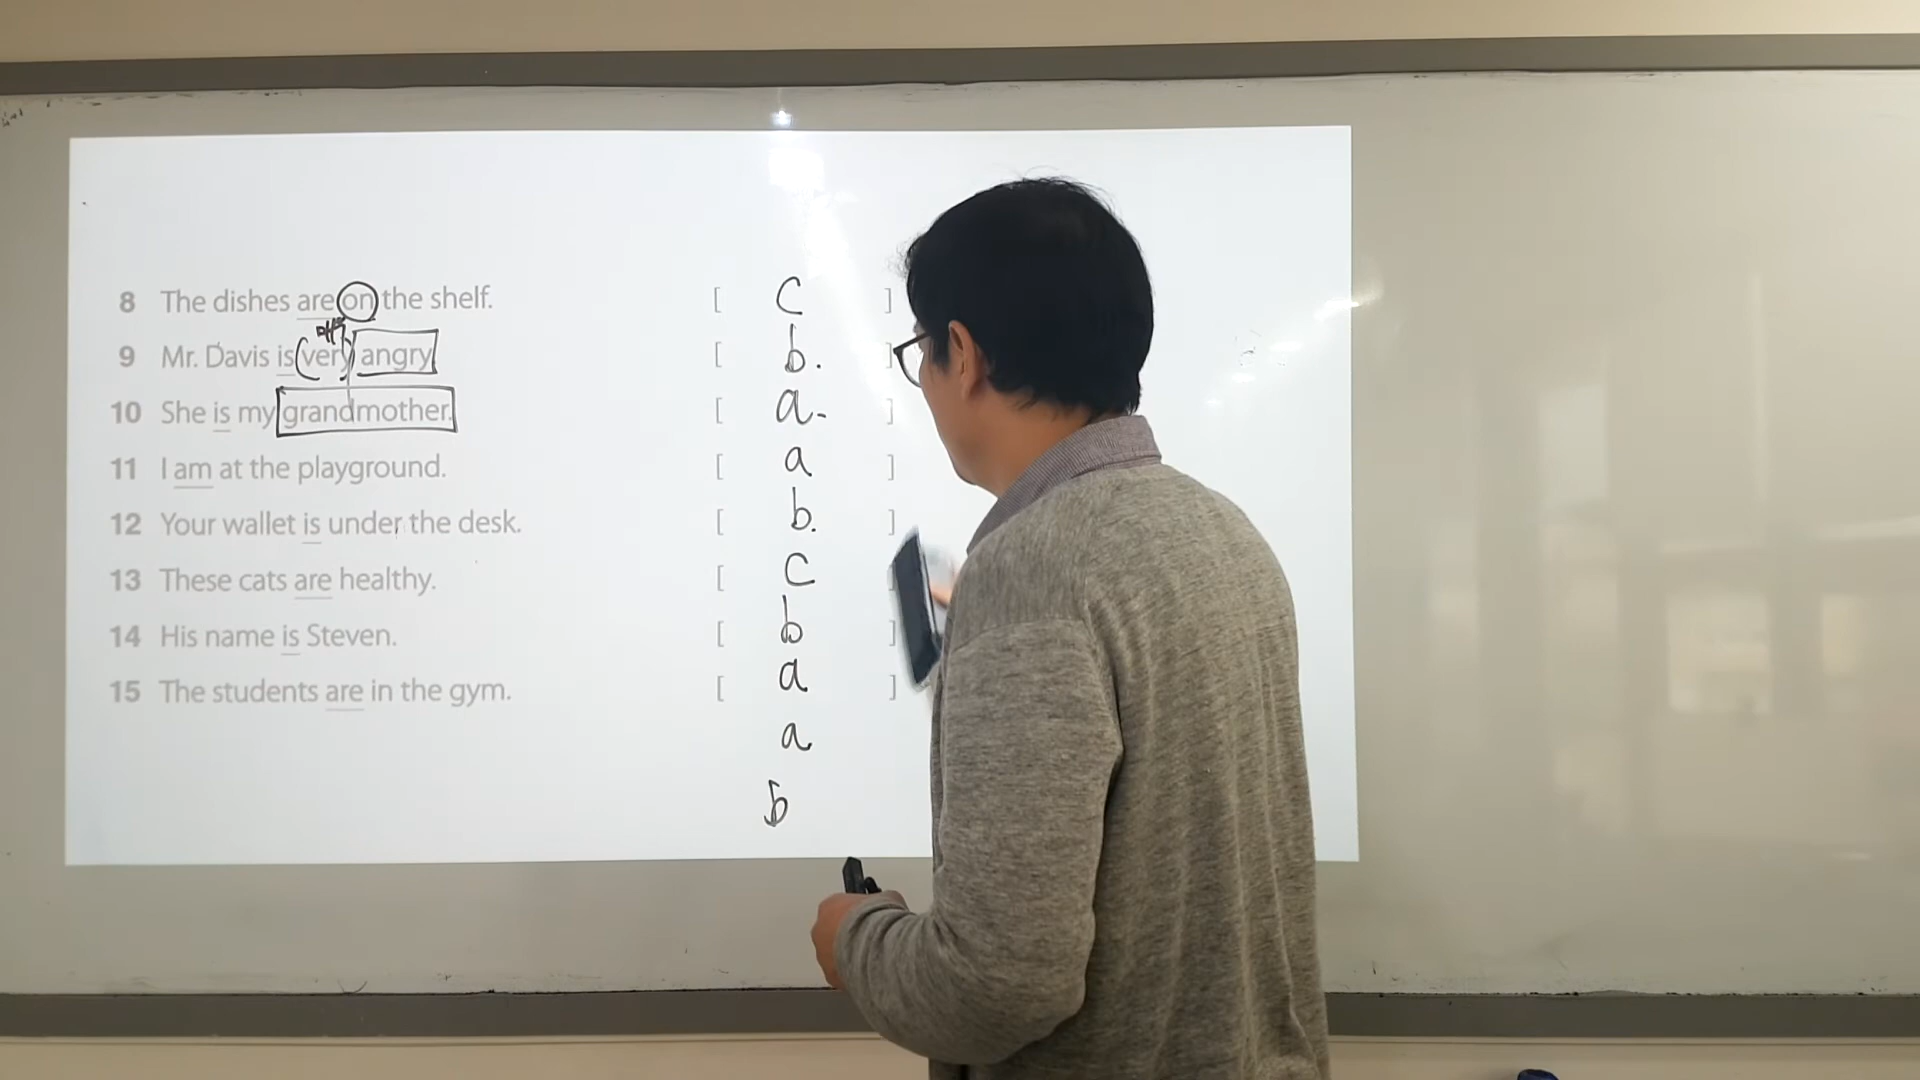 8 The dishes are on the shelf. [ c ]
9 Mr. Davis is very angry [ b. ]
10 She is my grandmother. [ a. ]
11 I am at the playground. [ a ]
12 Your wallet is under the desk. [ b. ]
13 These cats are healthy. [ c
14 His name is Steven. [ b ]
15 The students are in the gym. [ a ]
a
b